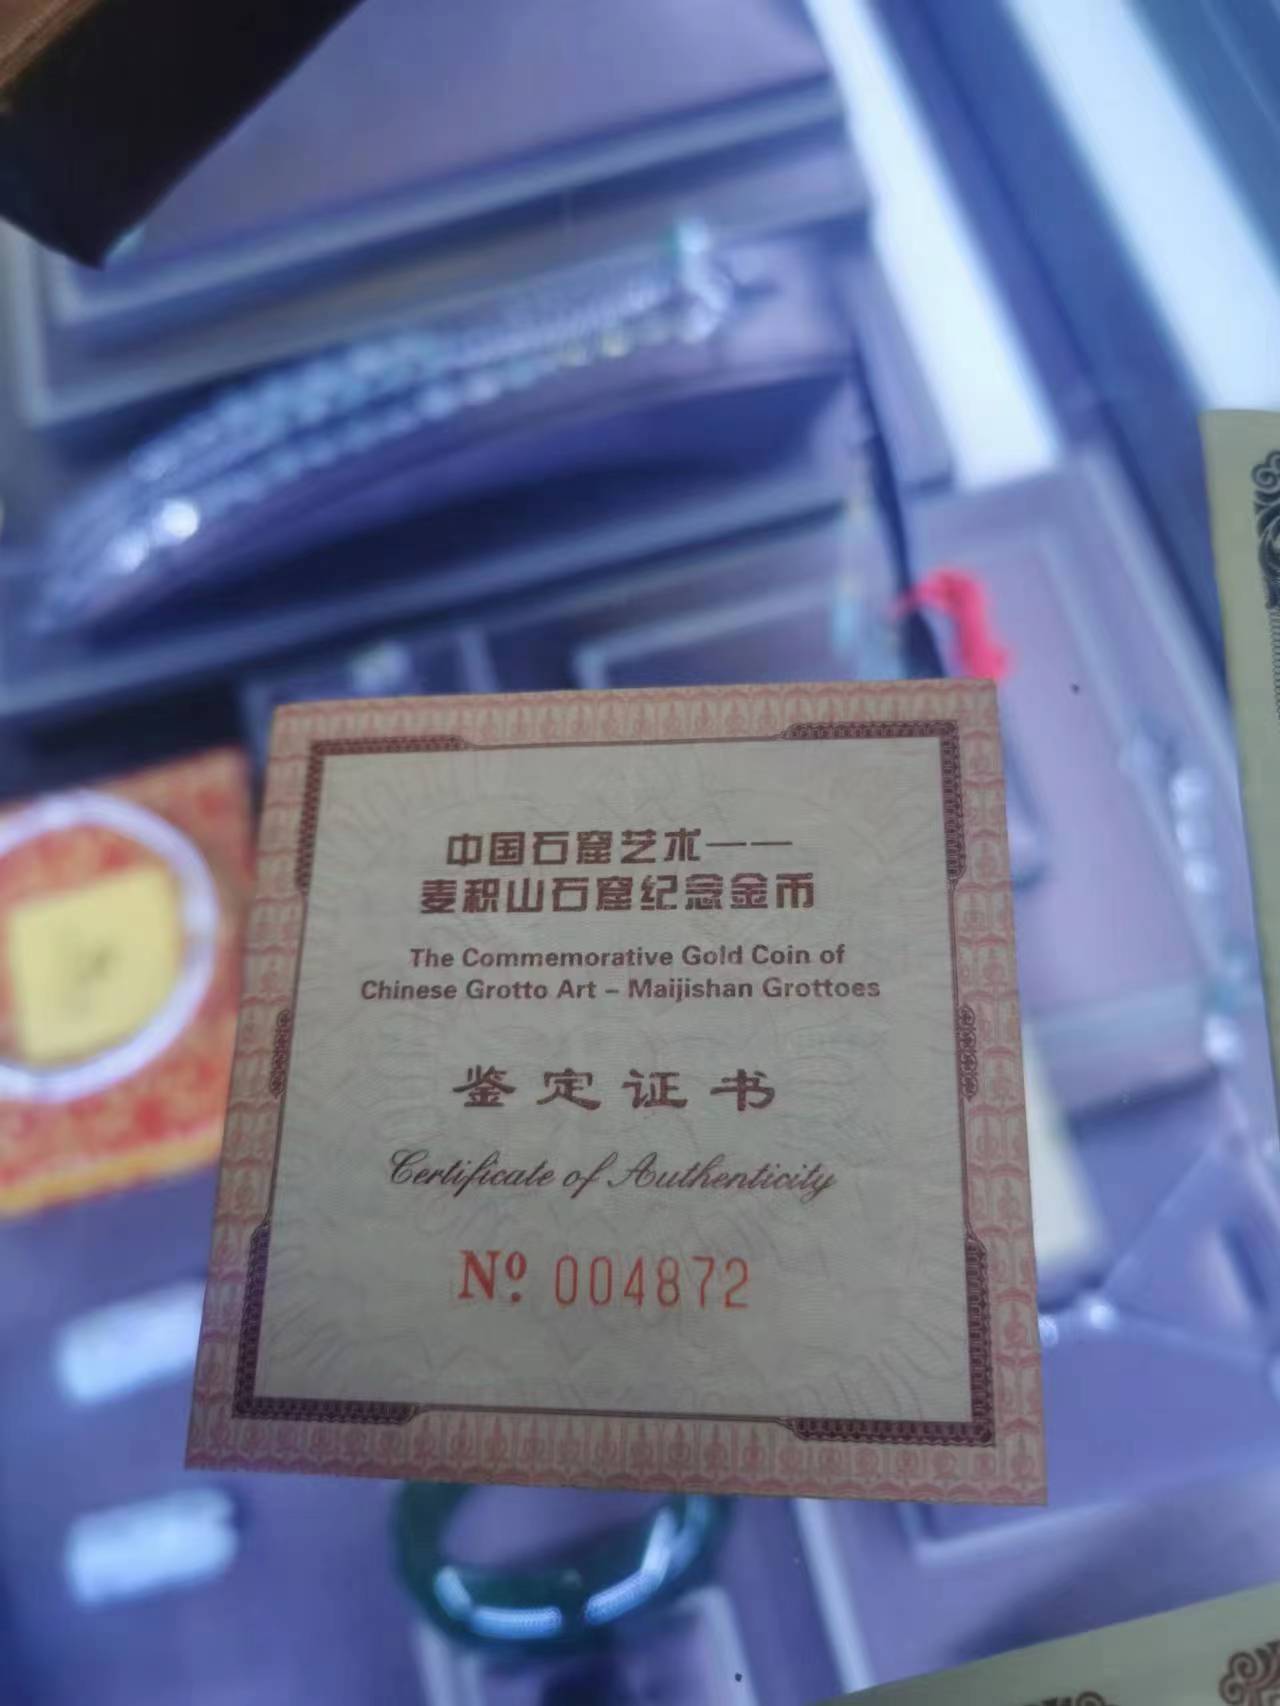 中国石窟艺术——
麦积山石窟纪念金币
The Commemorative Gold Coin of
Chinese Grotto Art – Maijishan Grottoes
鉴定证书
Certificate of Authenticity
Nº 004872